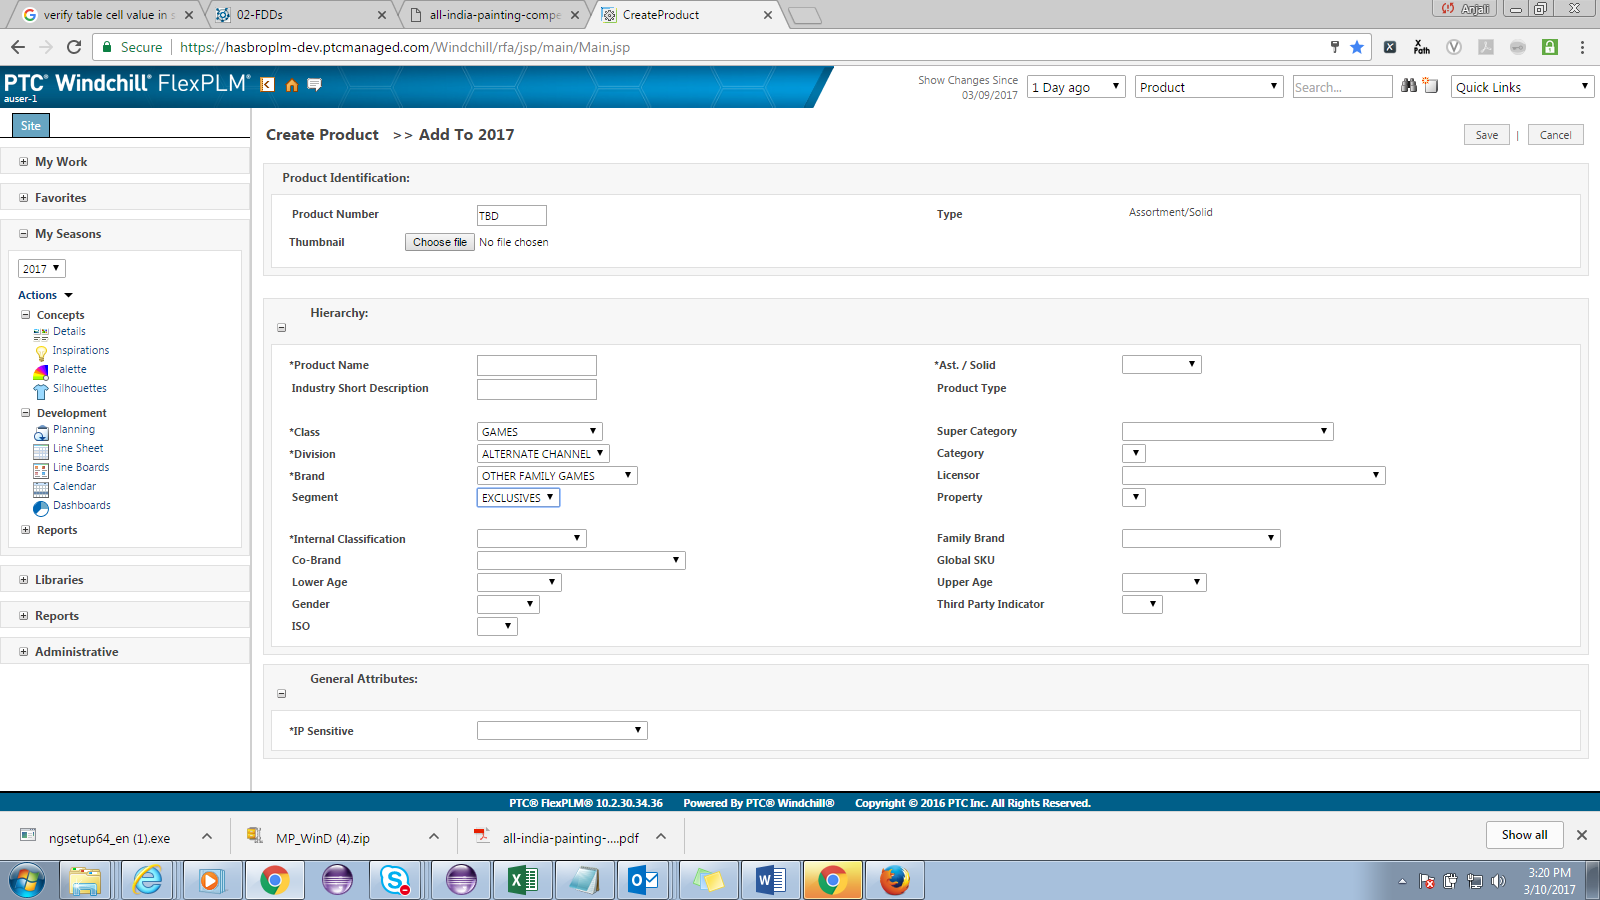 verify table cell value in s
02-FDDs
all-india-painting-compe
CreateProduct
Anjali
Secure
https://hasbroplm-dev.ptcmanaged.com/Windchill/rfa/jsp/main/Main.jsp
X
Path
PTC® Windchill® FlexPLM®
auser-1
Show Changes Since
03/09/2017
1 Day ago
Product
Search...
Quick Links
Site
Create Product >> Add To 2017
Save | Cancel
My Work
Favorites
My Seasons
2017
Actions
Concepts
Details
Inspirations
Palette
Silhouettes
Development
Planning
Line Sheet
Line Boards
Calendar
Dashboards
Reports
Libraries
Reports
Administrative
Product Identification:
Product Number TBD Type Assortment/Solid
Thumbnail Choose file No file chosen
Hierarchy:
*Product Name *Ast. / Solid
Industry Short Description Product Type
*Class GAMES Super Category
*Division ALTERNATE CHANNEL Category
*Brand OTHER FAMILY GAMES Licensor
Segment EXCLUSIVES Property
*Internal Classification Family Brand
Co-Brand Global SKU
Lower Age Upper Age
Gender Third Party Indicator
ISO
General Attributes:
*IP Sensitive
PTC® FlexPLM® 10.2.30.34.36 Powered By PTC® Windchill® Copyright © 2016 PTC Inc. All Rights Reserved.
ngsetup64_en (1).exe
MP_WinD (4).zip
all-india-painting-....pdf
Show all
3:20 PM
3/10/2017